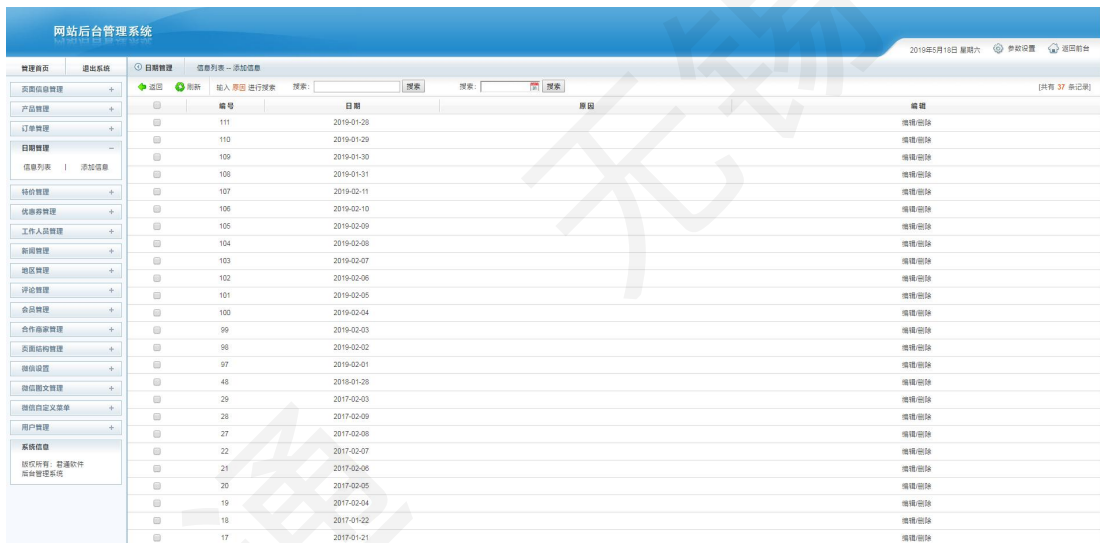 网站后台管理系统
2019年5月18日 星期六 参数设置 返回前台
管理首页 退出系统
日期管理 信息列表 -- 添加信息
返回 刷新 输入 原因 进行搜索 搜索: 搜索 搜索: 搜索 [共有 37 条记录]
页面信息管理 +
产品管理 +
订单管理 +
日期管理 −
信息列表 | 添加信息
特价管理 +
优惠券管理 +
工作人员管理 +
新闻管理 +
地区管理 +
评论管理 +
会员管理 +
合作商家管理 +
页面结构管理 +
微信设置 +
微信图文管理 +
微信自定义菜单 +
用户管理 +
系统信息
版权所有：君通软件
后台管理系统
编号 日期 原因 编辑
111 2019-01-28 编辑/删除
110 2019-01-29 编辑/删除
109 2019-01-30 编辑/删除
108 2019-01-31 编辑/删除
107 2019-02-11 编辑/删除
106 2019-02-10 编辑/删除
105 2019-02-09 编辑/删除
104 2019-02-08 编辑/删除
103 2019-02-07 编辑/删除
102 2019-02-06 编辑/删除
101 2019-02-05 编辑/删除
100 2019-02-04 编辑/删除
99 2019-02-03 编辑/删除
98 2019-02-02 编辑/删除
97 2019-02-01 编辑/删除
48 2018-01-28 编辑/删除
29 2017-02-03 编辑/删除
28 2017-02-09 编辑/删除
27 2017-02-08 编辑/删除
22 2017-02-07 编辑/删除
21 2017-02-06 编辑/删除
20 2017-02-05 编辑/删除
19 2017-02-04 编辑/删除
18 2017-01-22 编辑/删除
17 2017-01-21 编辑/删除
无锡
通